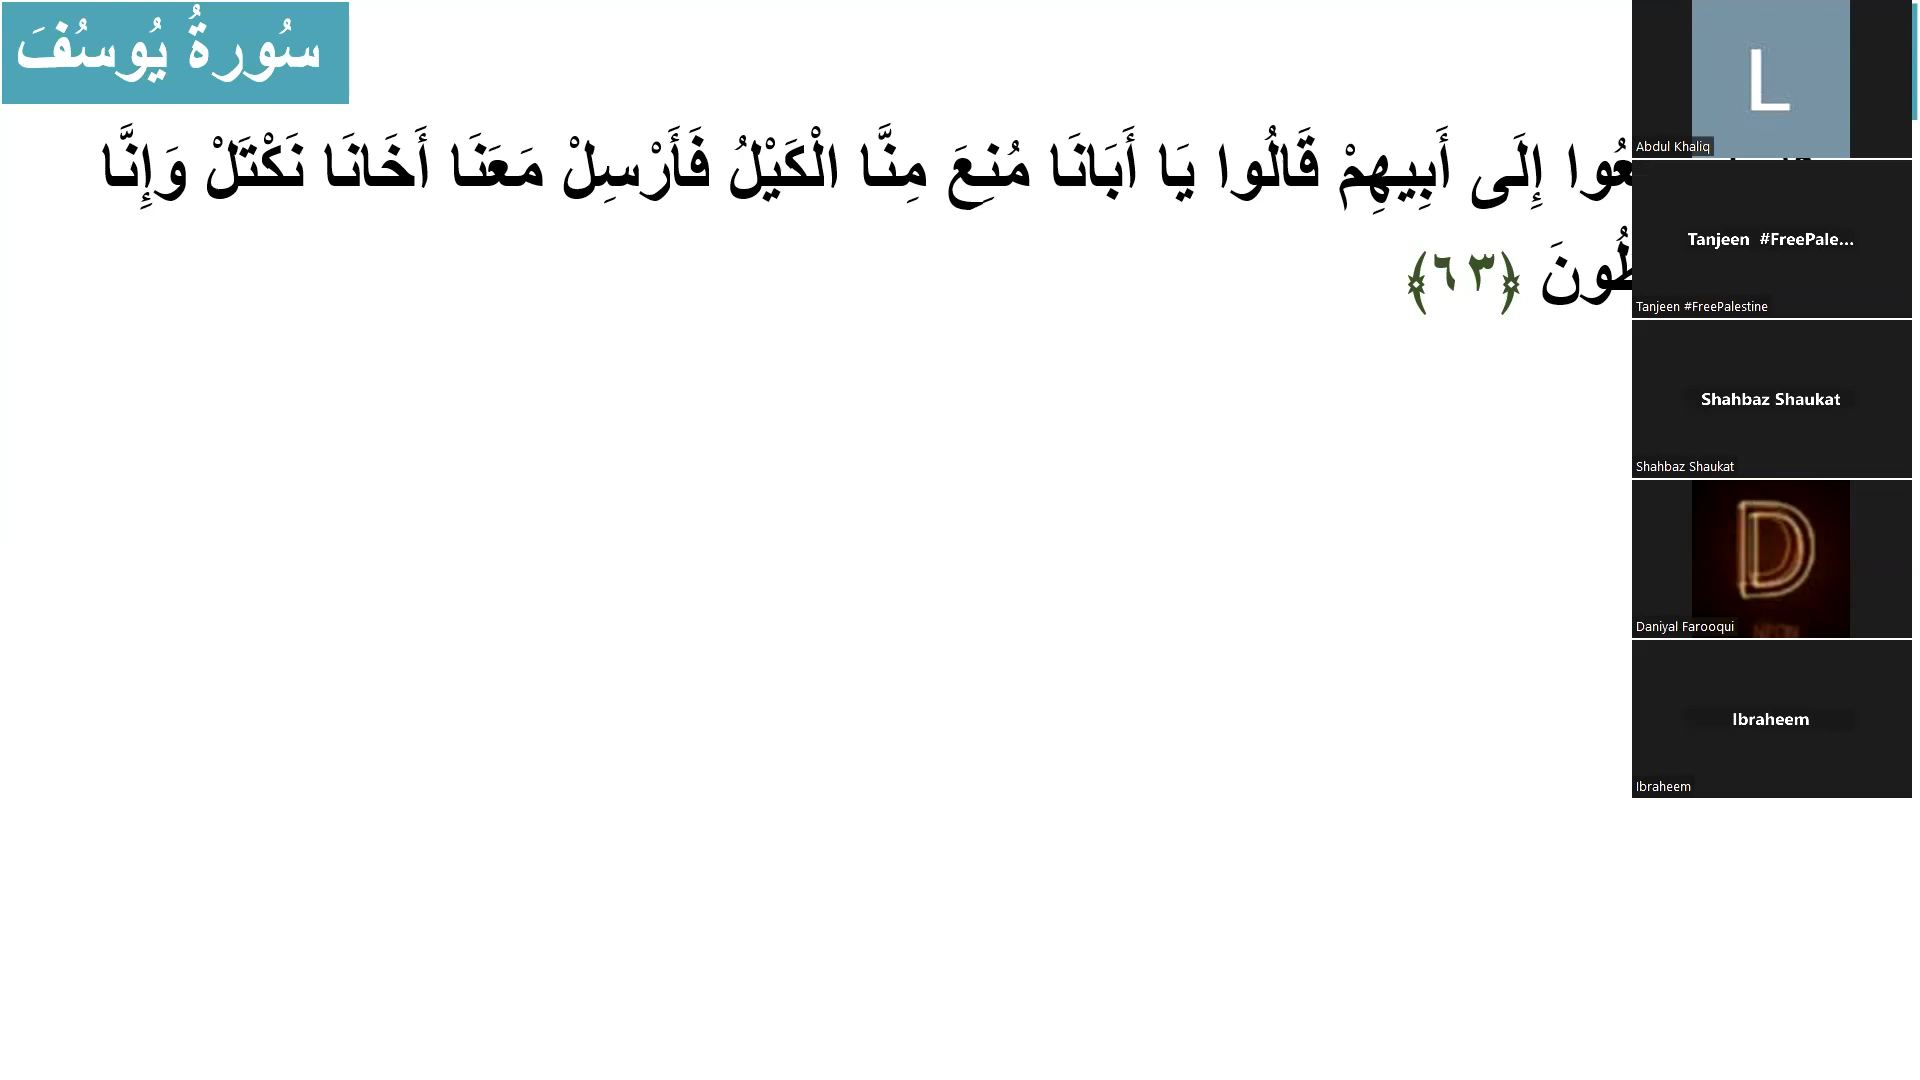 سُورةُ يُوسُفَ
إِلَى أَبِيهِمْ قَالُوا يَا أَبَانَا مُنِعَ مِنَّا الْكَيْلُ فَأَرْسِلْ مَعَنَا أَخَانَا نَكْتَلْ وَإِنَّا
﴿٦٣﴾
L
Abdul Khaliq
Tanjeen #FreePale...
Tanjeen #FreePalestine
Shahbaz Shaukat
Shahbaz Shaukat
D
Daniyal Farooqui
Ibraheem
Ibraheem